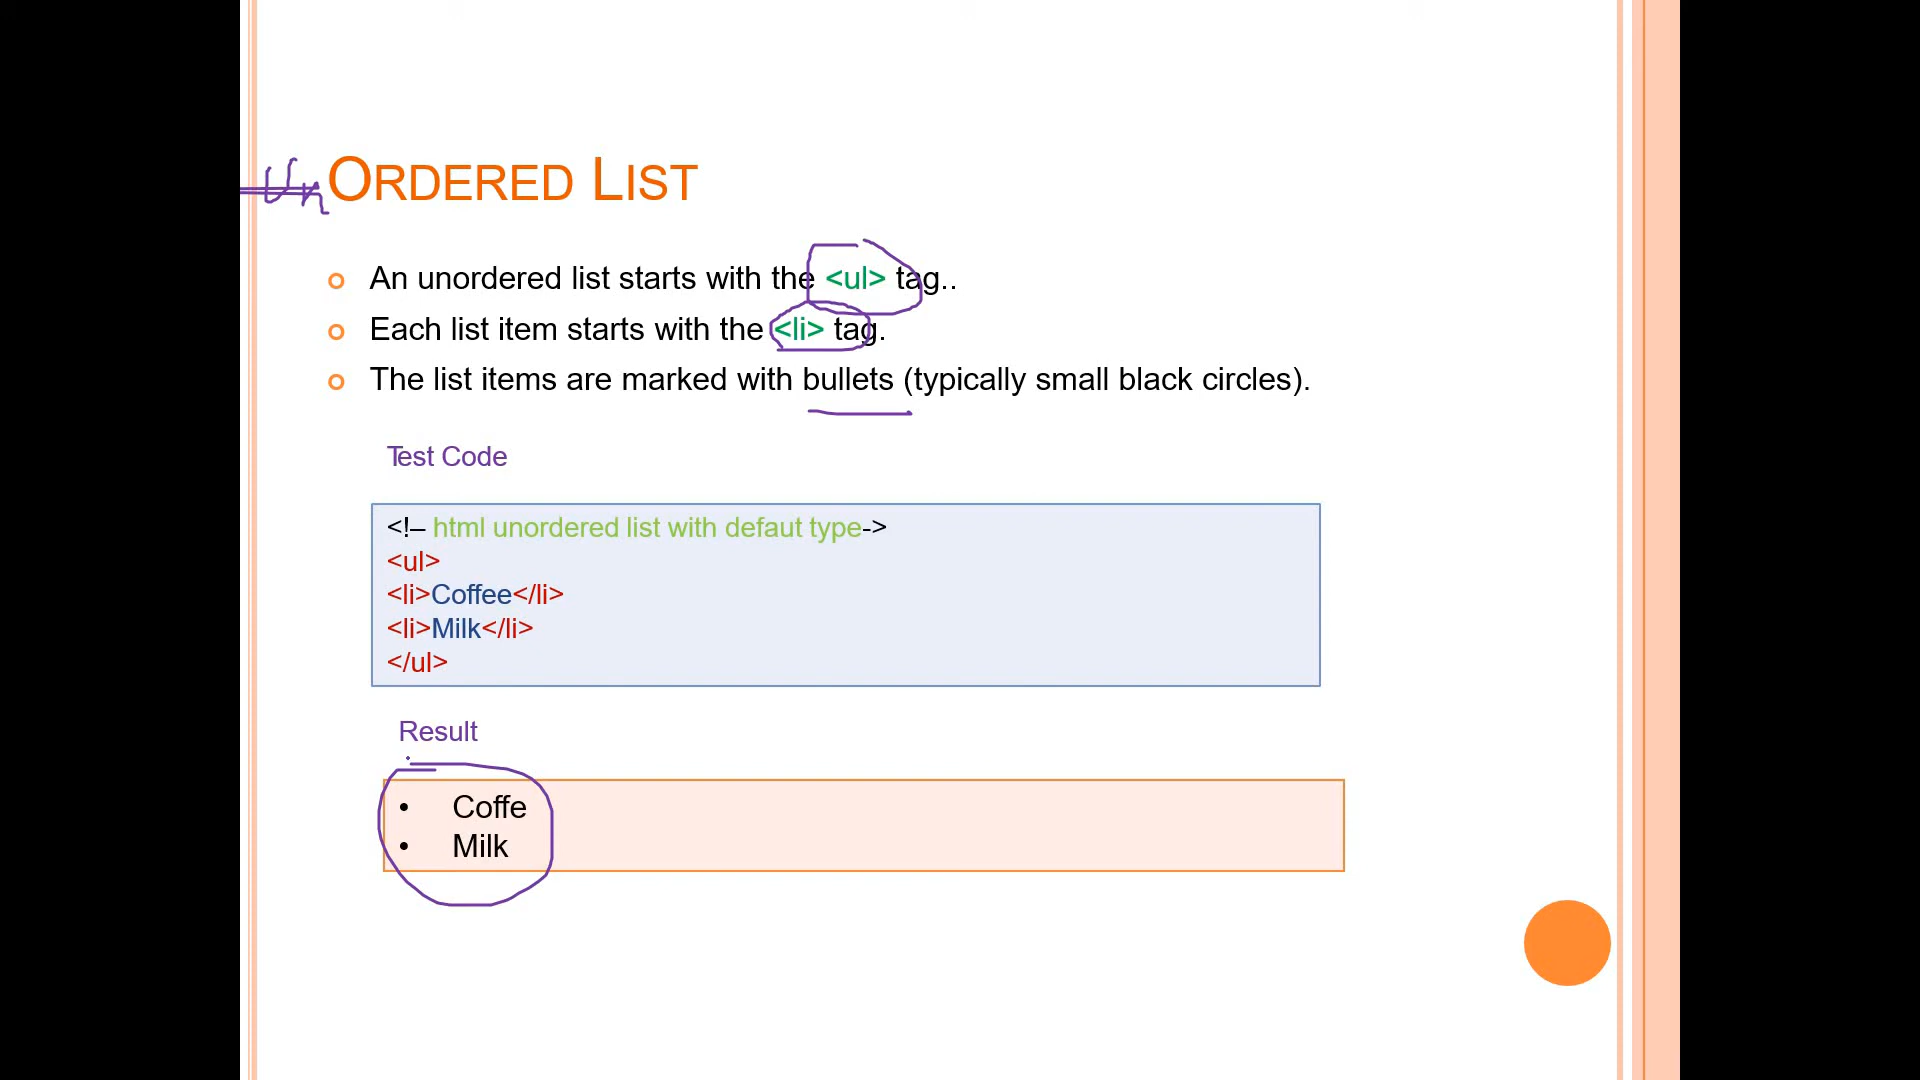 Un ORDERED LIST
An unordered list starts with the <ul> tag..
Each list item starts with the <li> tag.
The list items are marked with bullets (typically small black circles).
Test Code
<!– html unordered list with defaut type->
<ul>
<li>Coffee</li>
<li>Milk</li>
</ul>
Result
• Coffe
• Milk